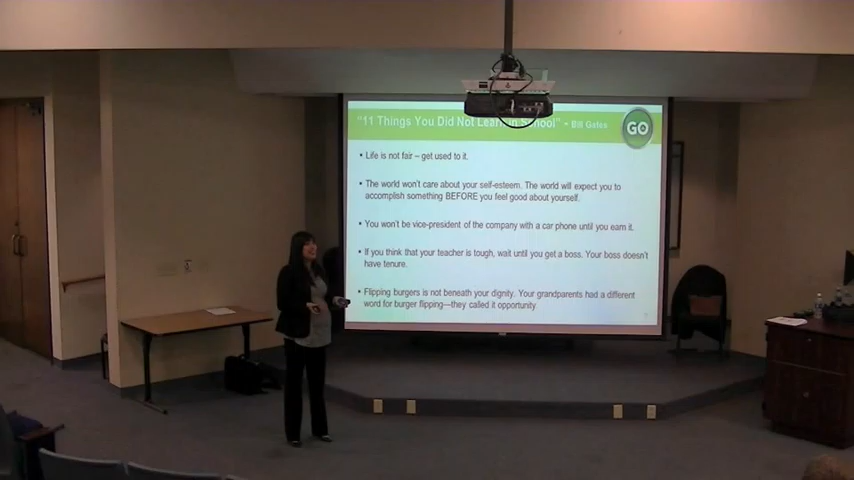 "11 Things You Did Not Learn in School" - Bill Gates
GO
• Life is not fair – get used to it.
• The world won't care about your self-esteem. The world will expect you to
accomplish something BEFORE you feel good about yourself.
• You won't be vice-president of the company with a car phone until you earn it.
• If you think that your teacher is tough, wait until you get a boss. Your boss doesn't
have tenure.
• Flipping burgers is not beneath your dignity. Your grandparents had a different
word for burger flipping—they called it opportunity.